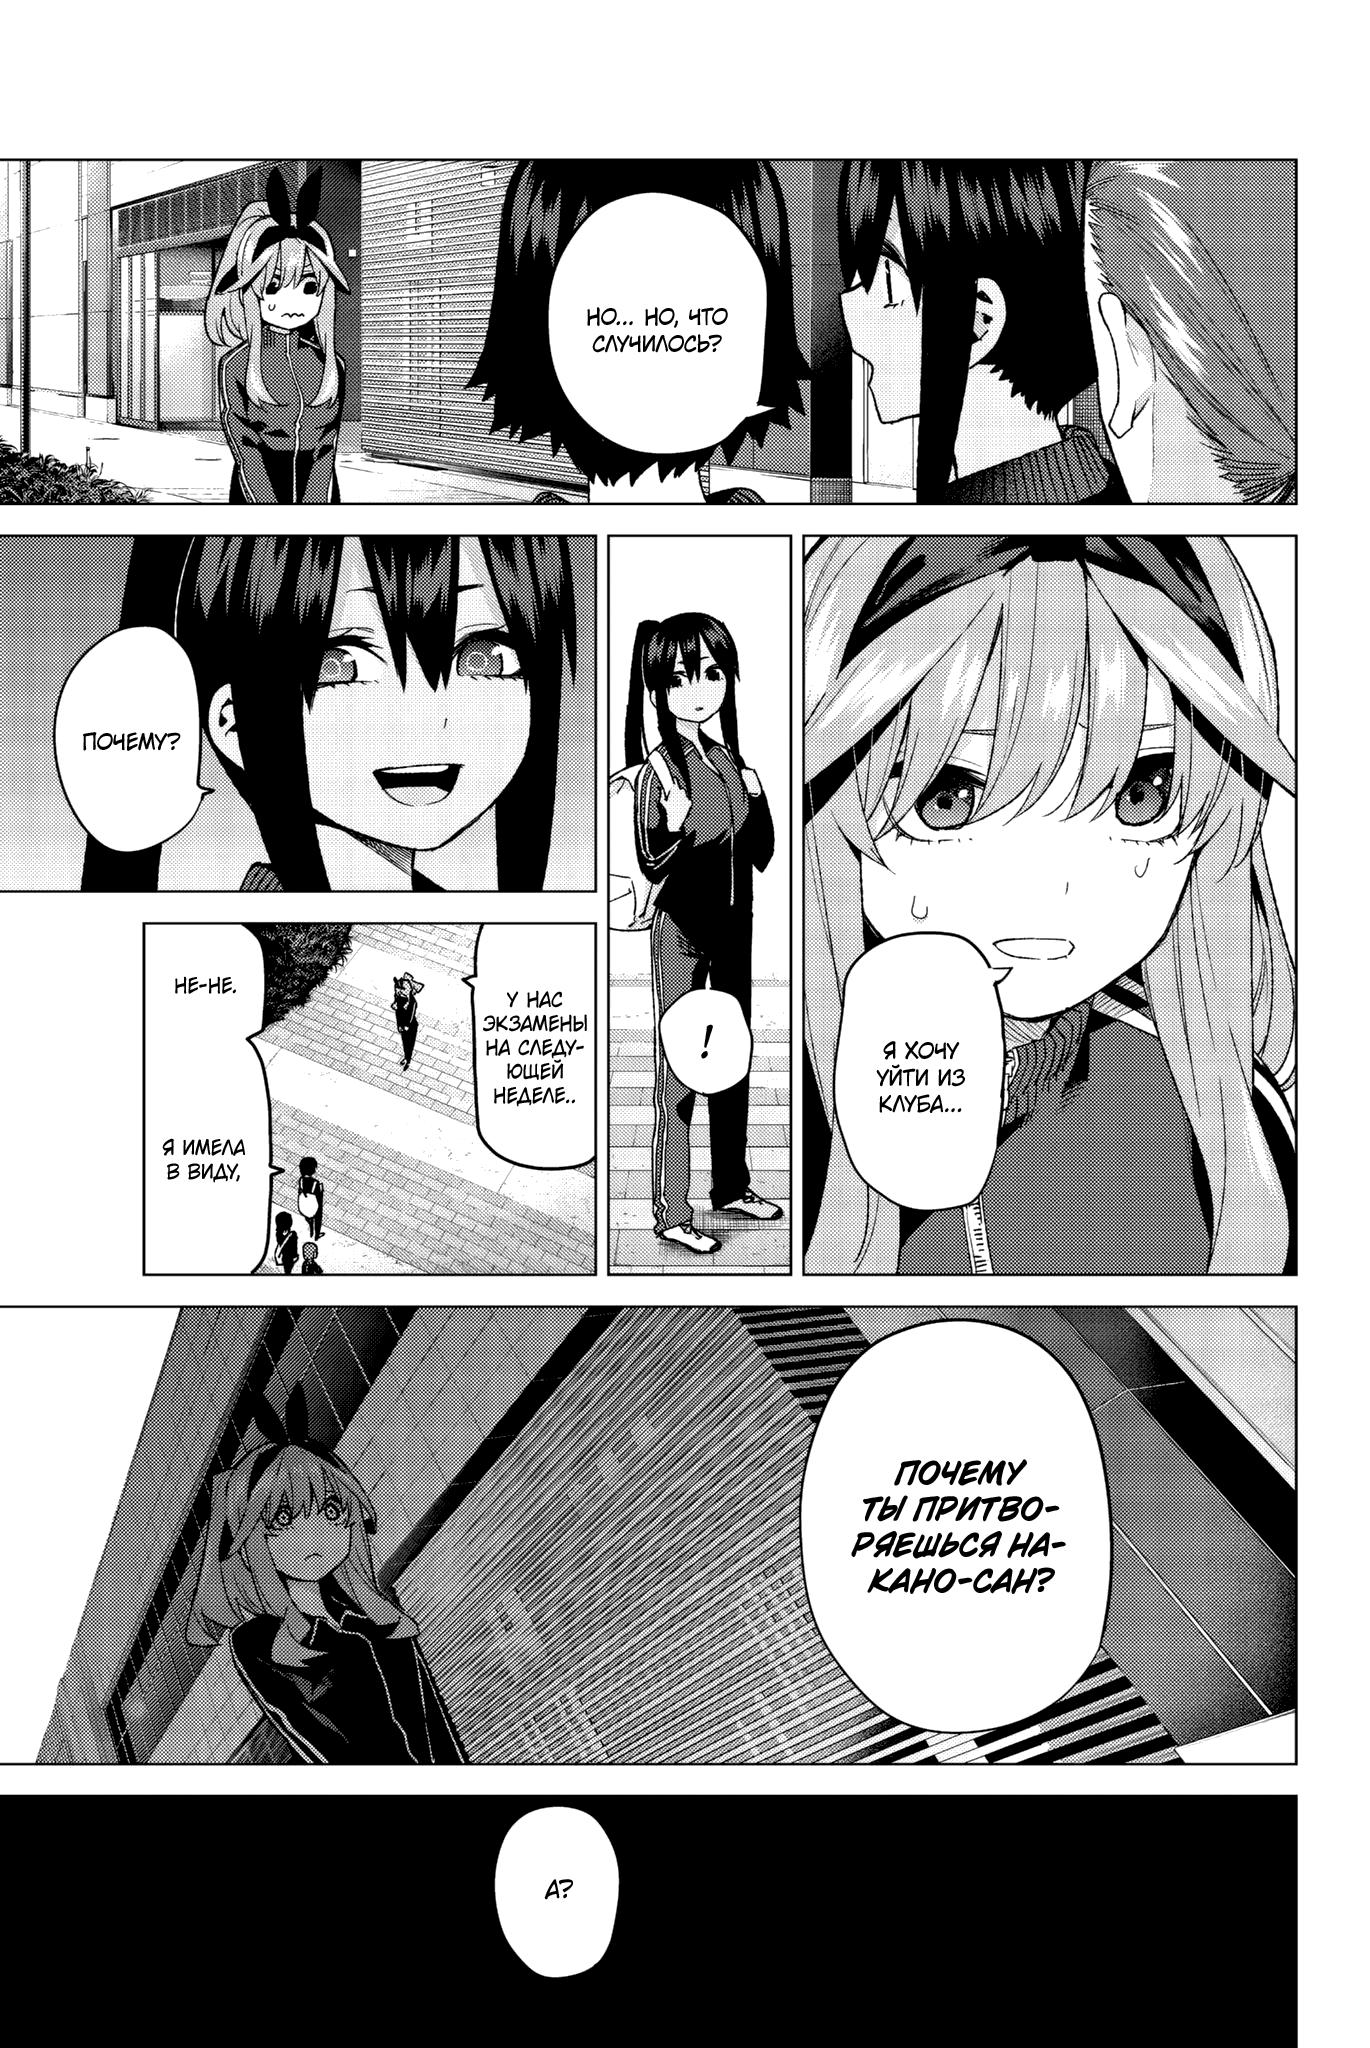 НО... НО, ЧТО
СЛУЧИЛОСЬ?
Я ХОЧУ
УЙТИ ИЗ
КЛУБА...
!
ПОЧЕМУ?
У НАС
ЭКЗАМЕНЫ
НА СЛЕДУ-
ЮЩЕЙ
НЕДЕЛЕ..
НЕ-НЕ.
Я ИМЕЛА
В ВИДУ,
ПОЧЕМУ
ТЫ ПРИТВО-
РЯЕШЬСЯ НА-
КАНО-САН?
А?